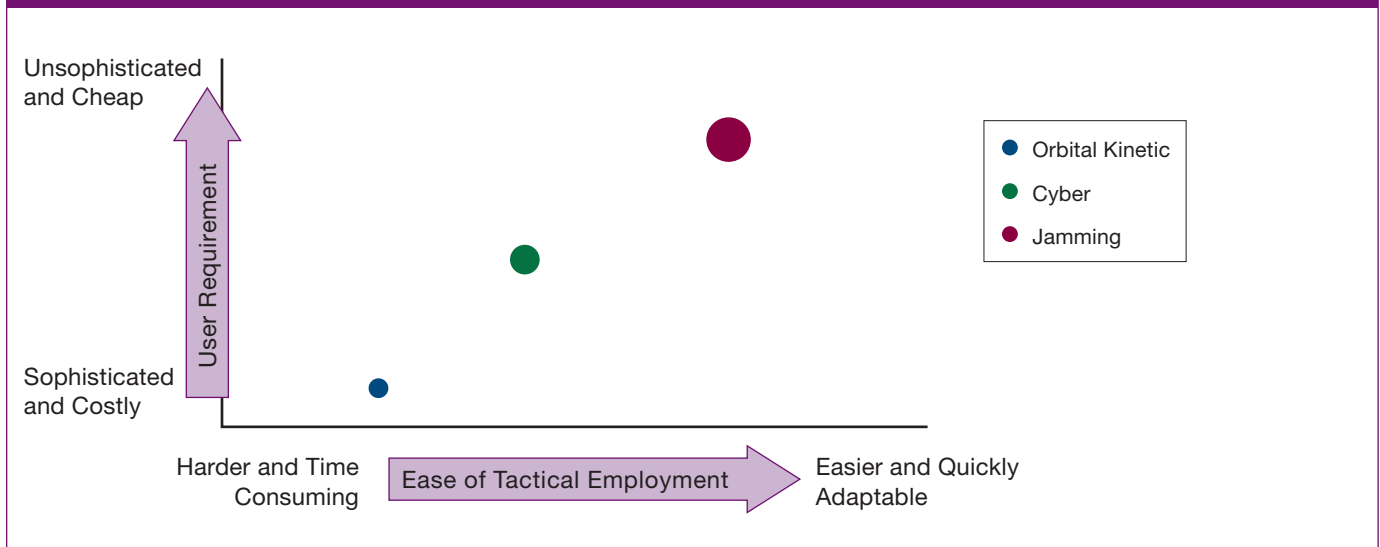 Unsophisticated
and Cheap
User Requirement
Sophisticated
and Costly
Harder and Time
Consuming
Ease of Tactical Employment
Easier and Quickly
Adaptable
Orbital Kinetic
Cyber
Jamming